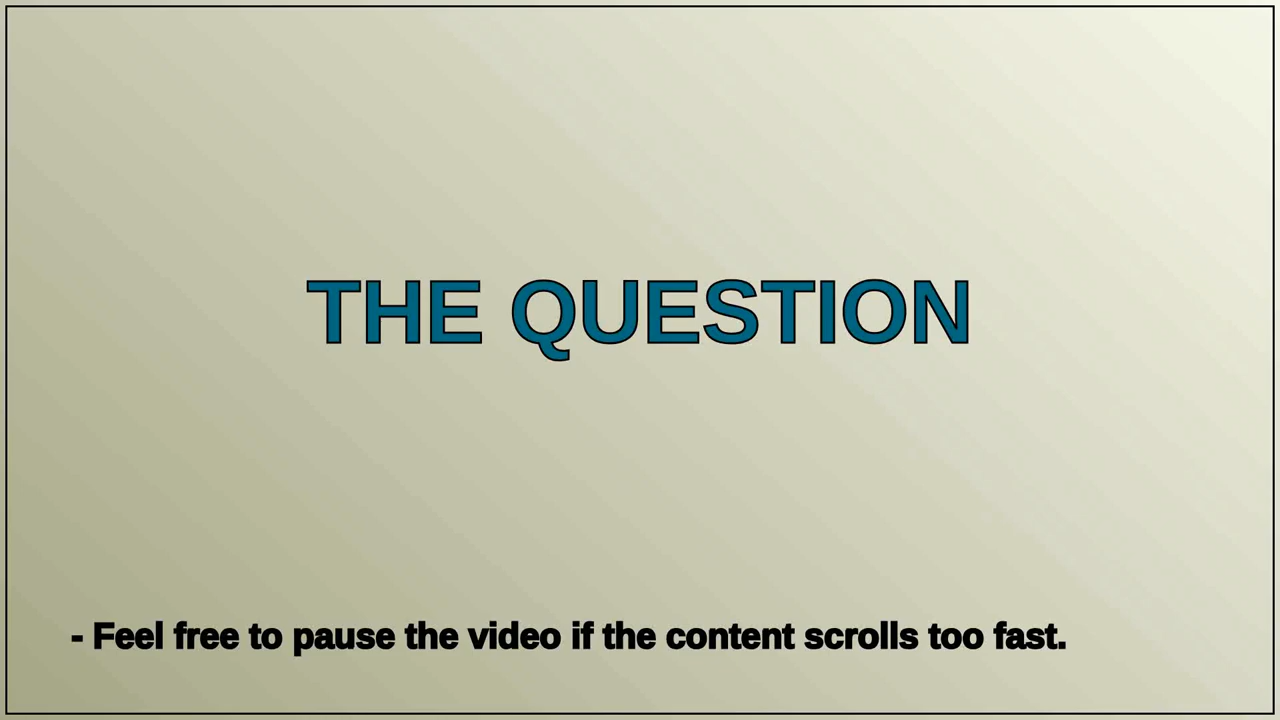 THE QUESTION
- Feel free to pause the video if the content scrolls too fast.